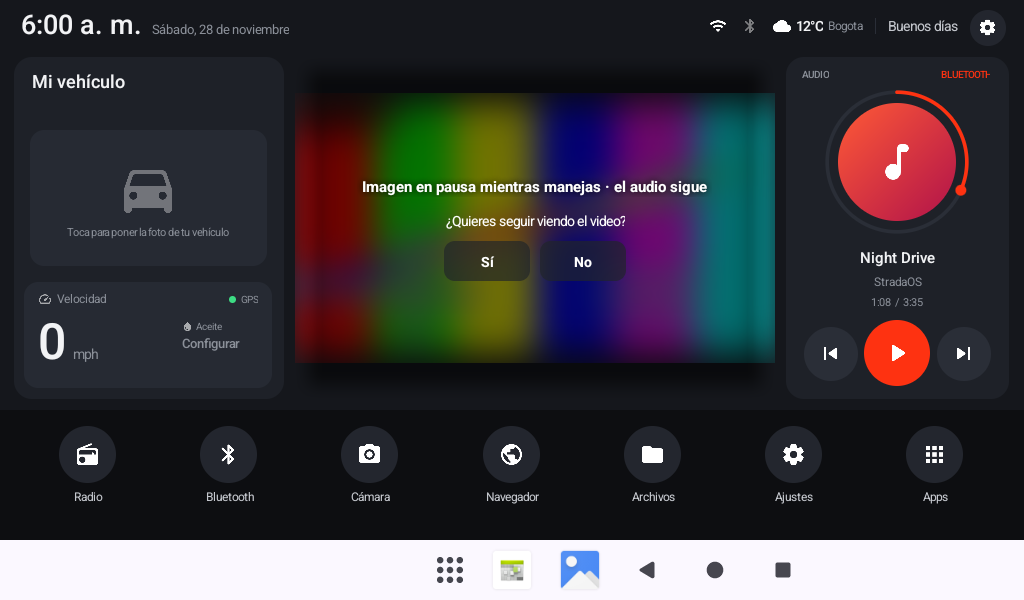 6:00 a. m.
Sábado, 28 de noviembre
12°C Bogota
Buenos días
Mi vehículo
Toca para poner la foto de tu vehículo
Velocidad
GPS
0 mph
Aceite
Configurar
Imagen en pausa mientras manejas · el audio sigue
¿Quieres seguir viendo el video?
Sí
No
AUDIO
BLUETOOTH
Night Drive
StradaOS
1:08 / 3:35
Radio
Bluetooth
Cámara
Navegador
Archivos
Ajustes
Apps